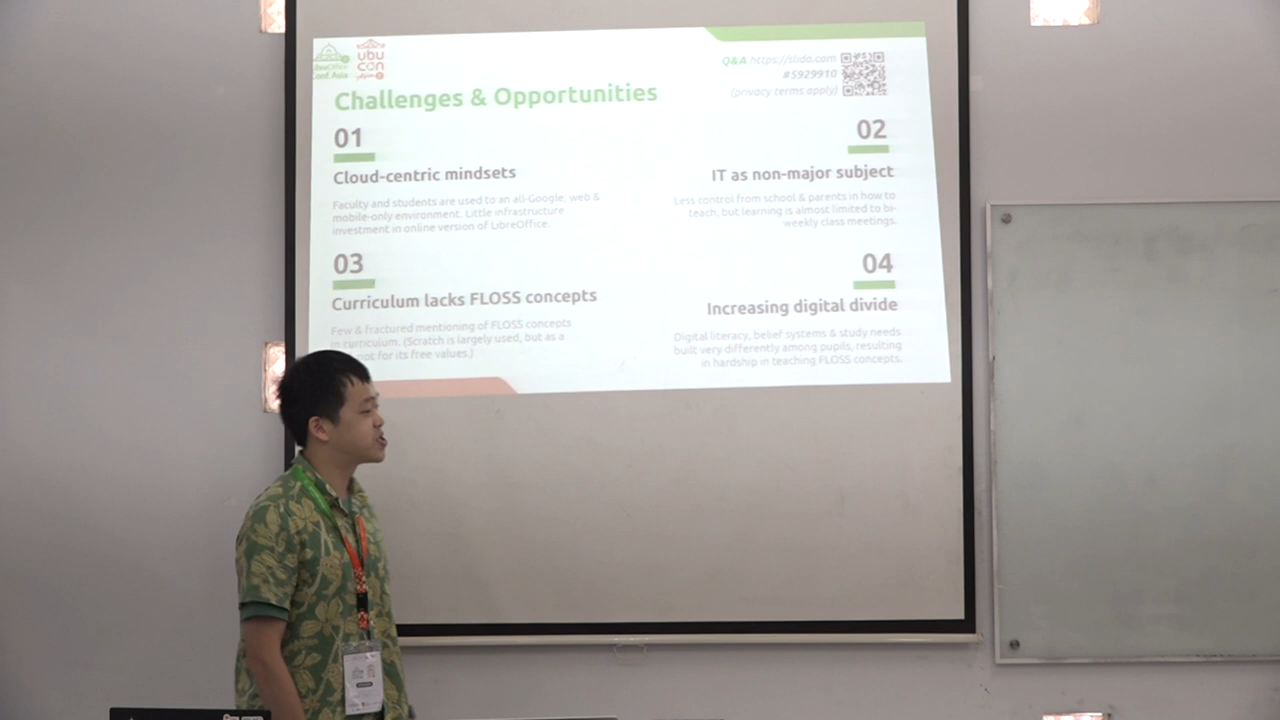 LibreOffice
Conf.Asia
ubu
con
Q&A https://slido.com
#5929910
(privacy terms apply)
Challenges & Opportunities
01
Cloud-centric mindsets
Faculty and students are used to an all-Google, web &
mobile-only environment. Little infrastructure
investment in online version of LibreOffice.
02
IT as non-major subject
Less control from school & parents in how to
teach, but learning is almost limited to bi-
weekly class meetings.
03
Curriculum lacks FLOSS concepts
Few & fractured mentioning of FLOSS concepts
in curriculum. (Scratch is largely used, but as a
not for its free values.)
04
Increasing digital divide
Digital literacy, belief systems & study needs
built very differently among pupils, resulting
in hardship in teaching FLOSS concepts.